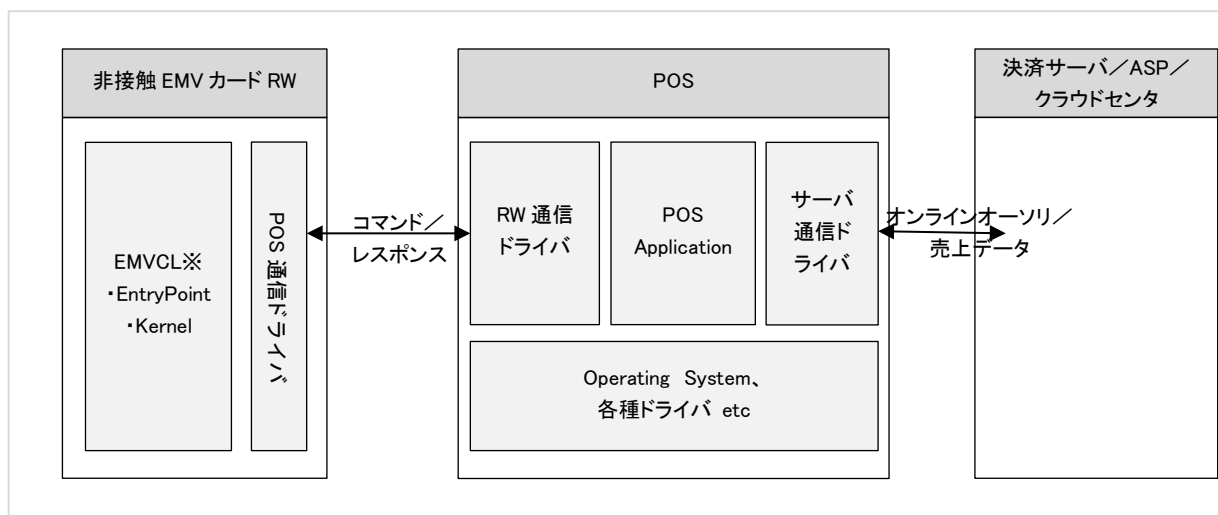 非接触 EMV カード RW
EMVCL※
・EntryPoint
・Kernel
POS 通信ドライバ
コマンド／
レスポンス
POS
RW 通信
ドライバ
POS
Application
サーバ
通信ド
ライバ
Operating System、
各種ドライバ etc
オンラインオーソリ／
売上データ
決済サーバ／ASP／
クラウドセンタ